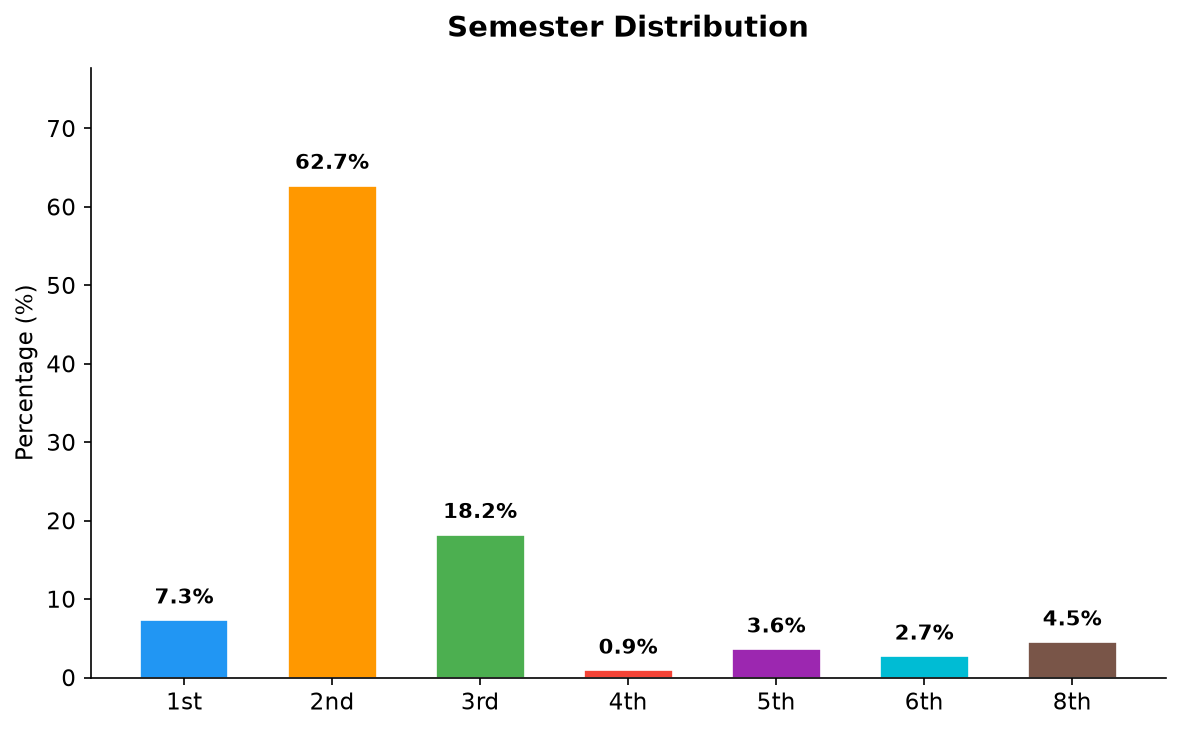 Semester Distribution
Percentage (%)
70
60
50
40
30
20
10
0
7.3%
62.7%
18.2%
0.9%
3.6%
2.7%
4.5%
1st
2nd
3rd
4th
5th
6th
8th